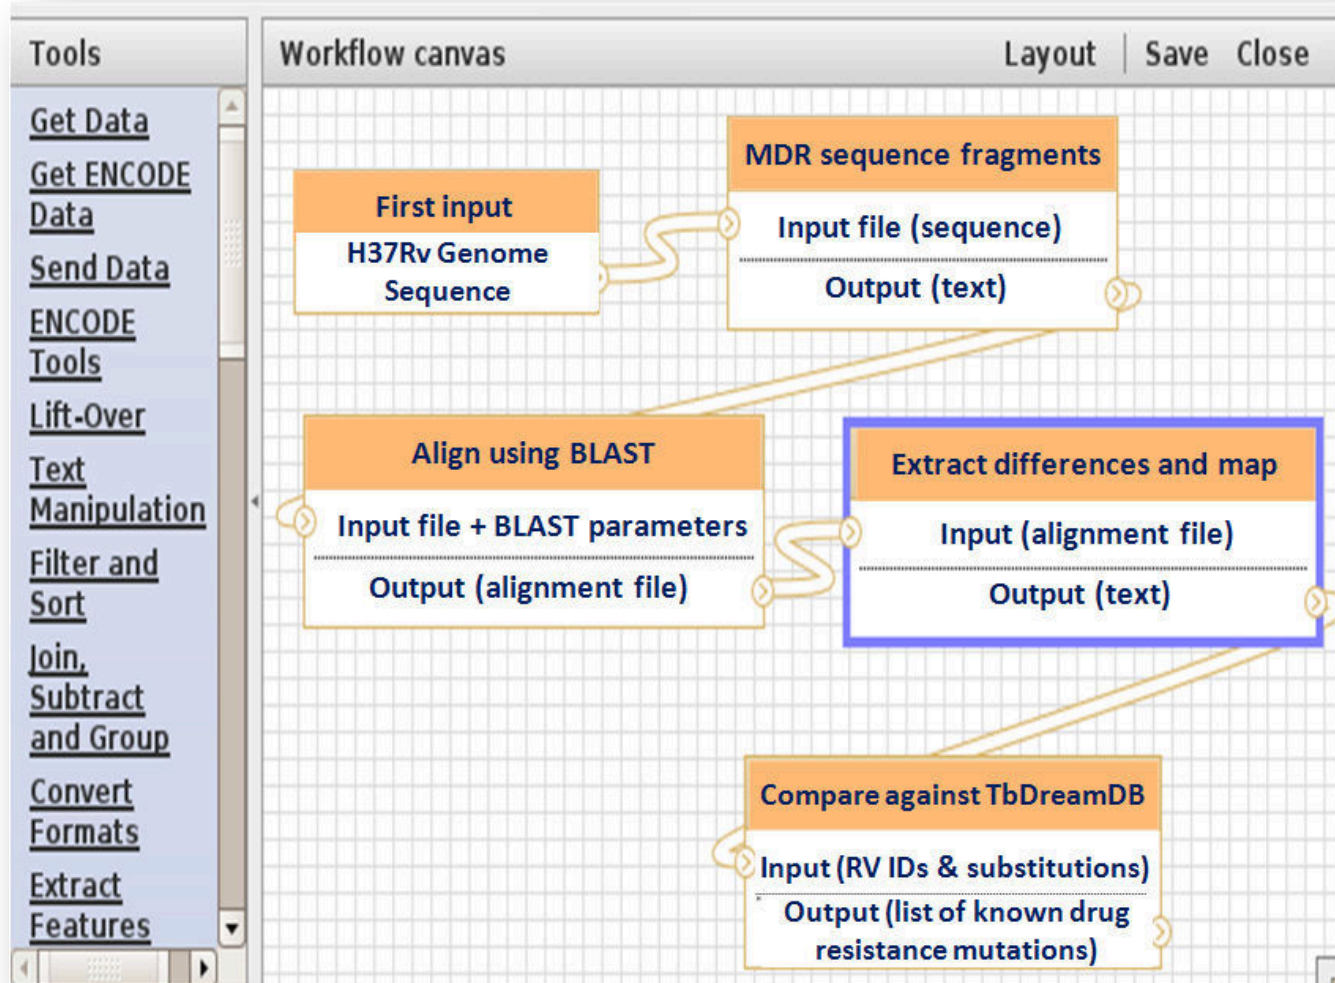 Tools
Get Data
Get ENCODE
Data
Send Data
ENCODE
Tools
Lift-Over
Text
Manipulation
Filter and
Sort
Join,
Subtract
and Group
Convert
Formats
Extract
Features
Workflow canvas
Layout
Save
Close
First input
H37Rv Genome
Sequence
MDR sequence fragments
Input file (sequence)
Output (text)
Align using BLAST
Input file + BLAST parameters
Output (alignment file)
Extract differences and map
Input (alignment file)
Output (text)
Compare against TbDreamDB
Input (RV IDs & substitutions)
Output (list of known drug
resistance mutations)